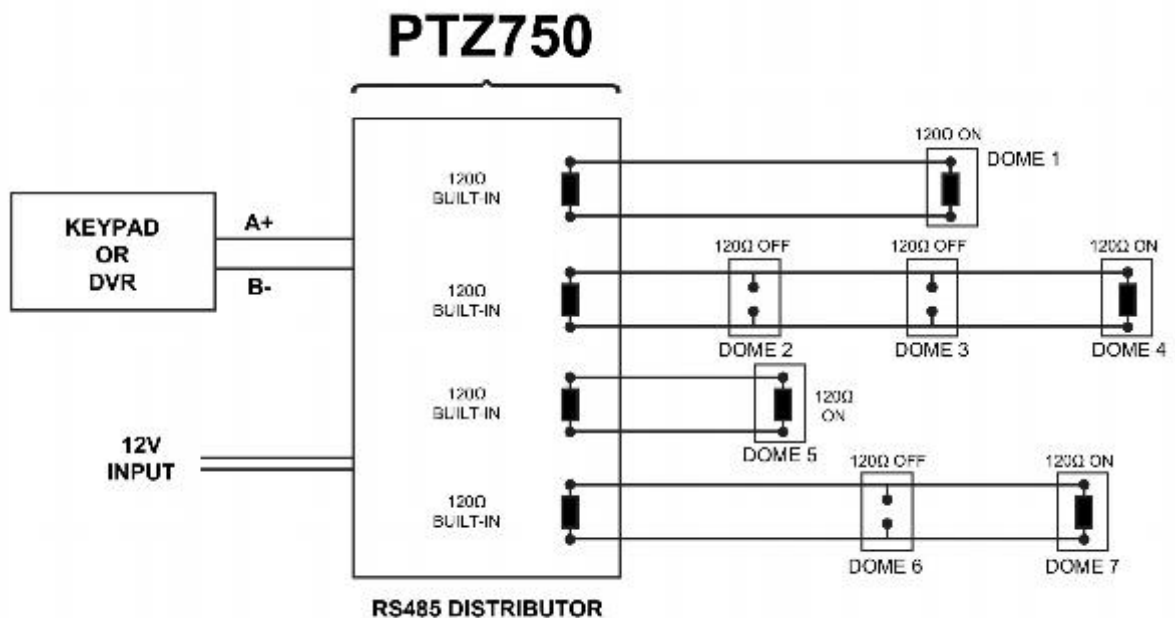 PTZ750
120Ω ON
DOME 1
120Ω
BUILT-IN
KEYPAD
OR
DVR
A+
B-
120Ω OFF
120Ω OFF
120Ω ON
120Ω
BUILT-IN
DOME 2
DOME 3
DOME 4
120Ω
BUILT-IN
120Ω
ON
DOME 5
12V
INPUT
120Ω OFF
120Ω ON
120Ω
BUILT-IN
DOME 6
DOME 7
RS485 DISTRIBUTOR